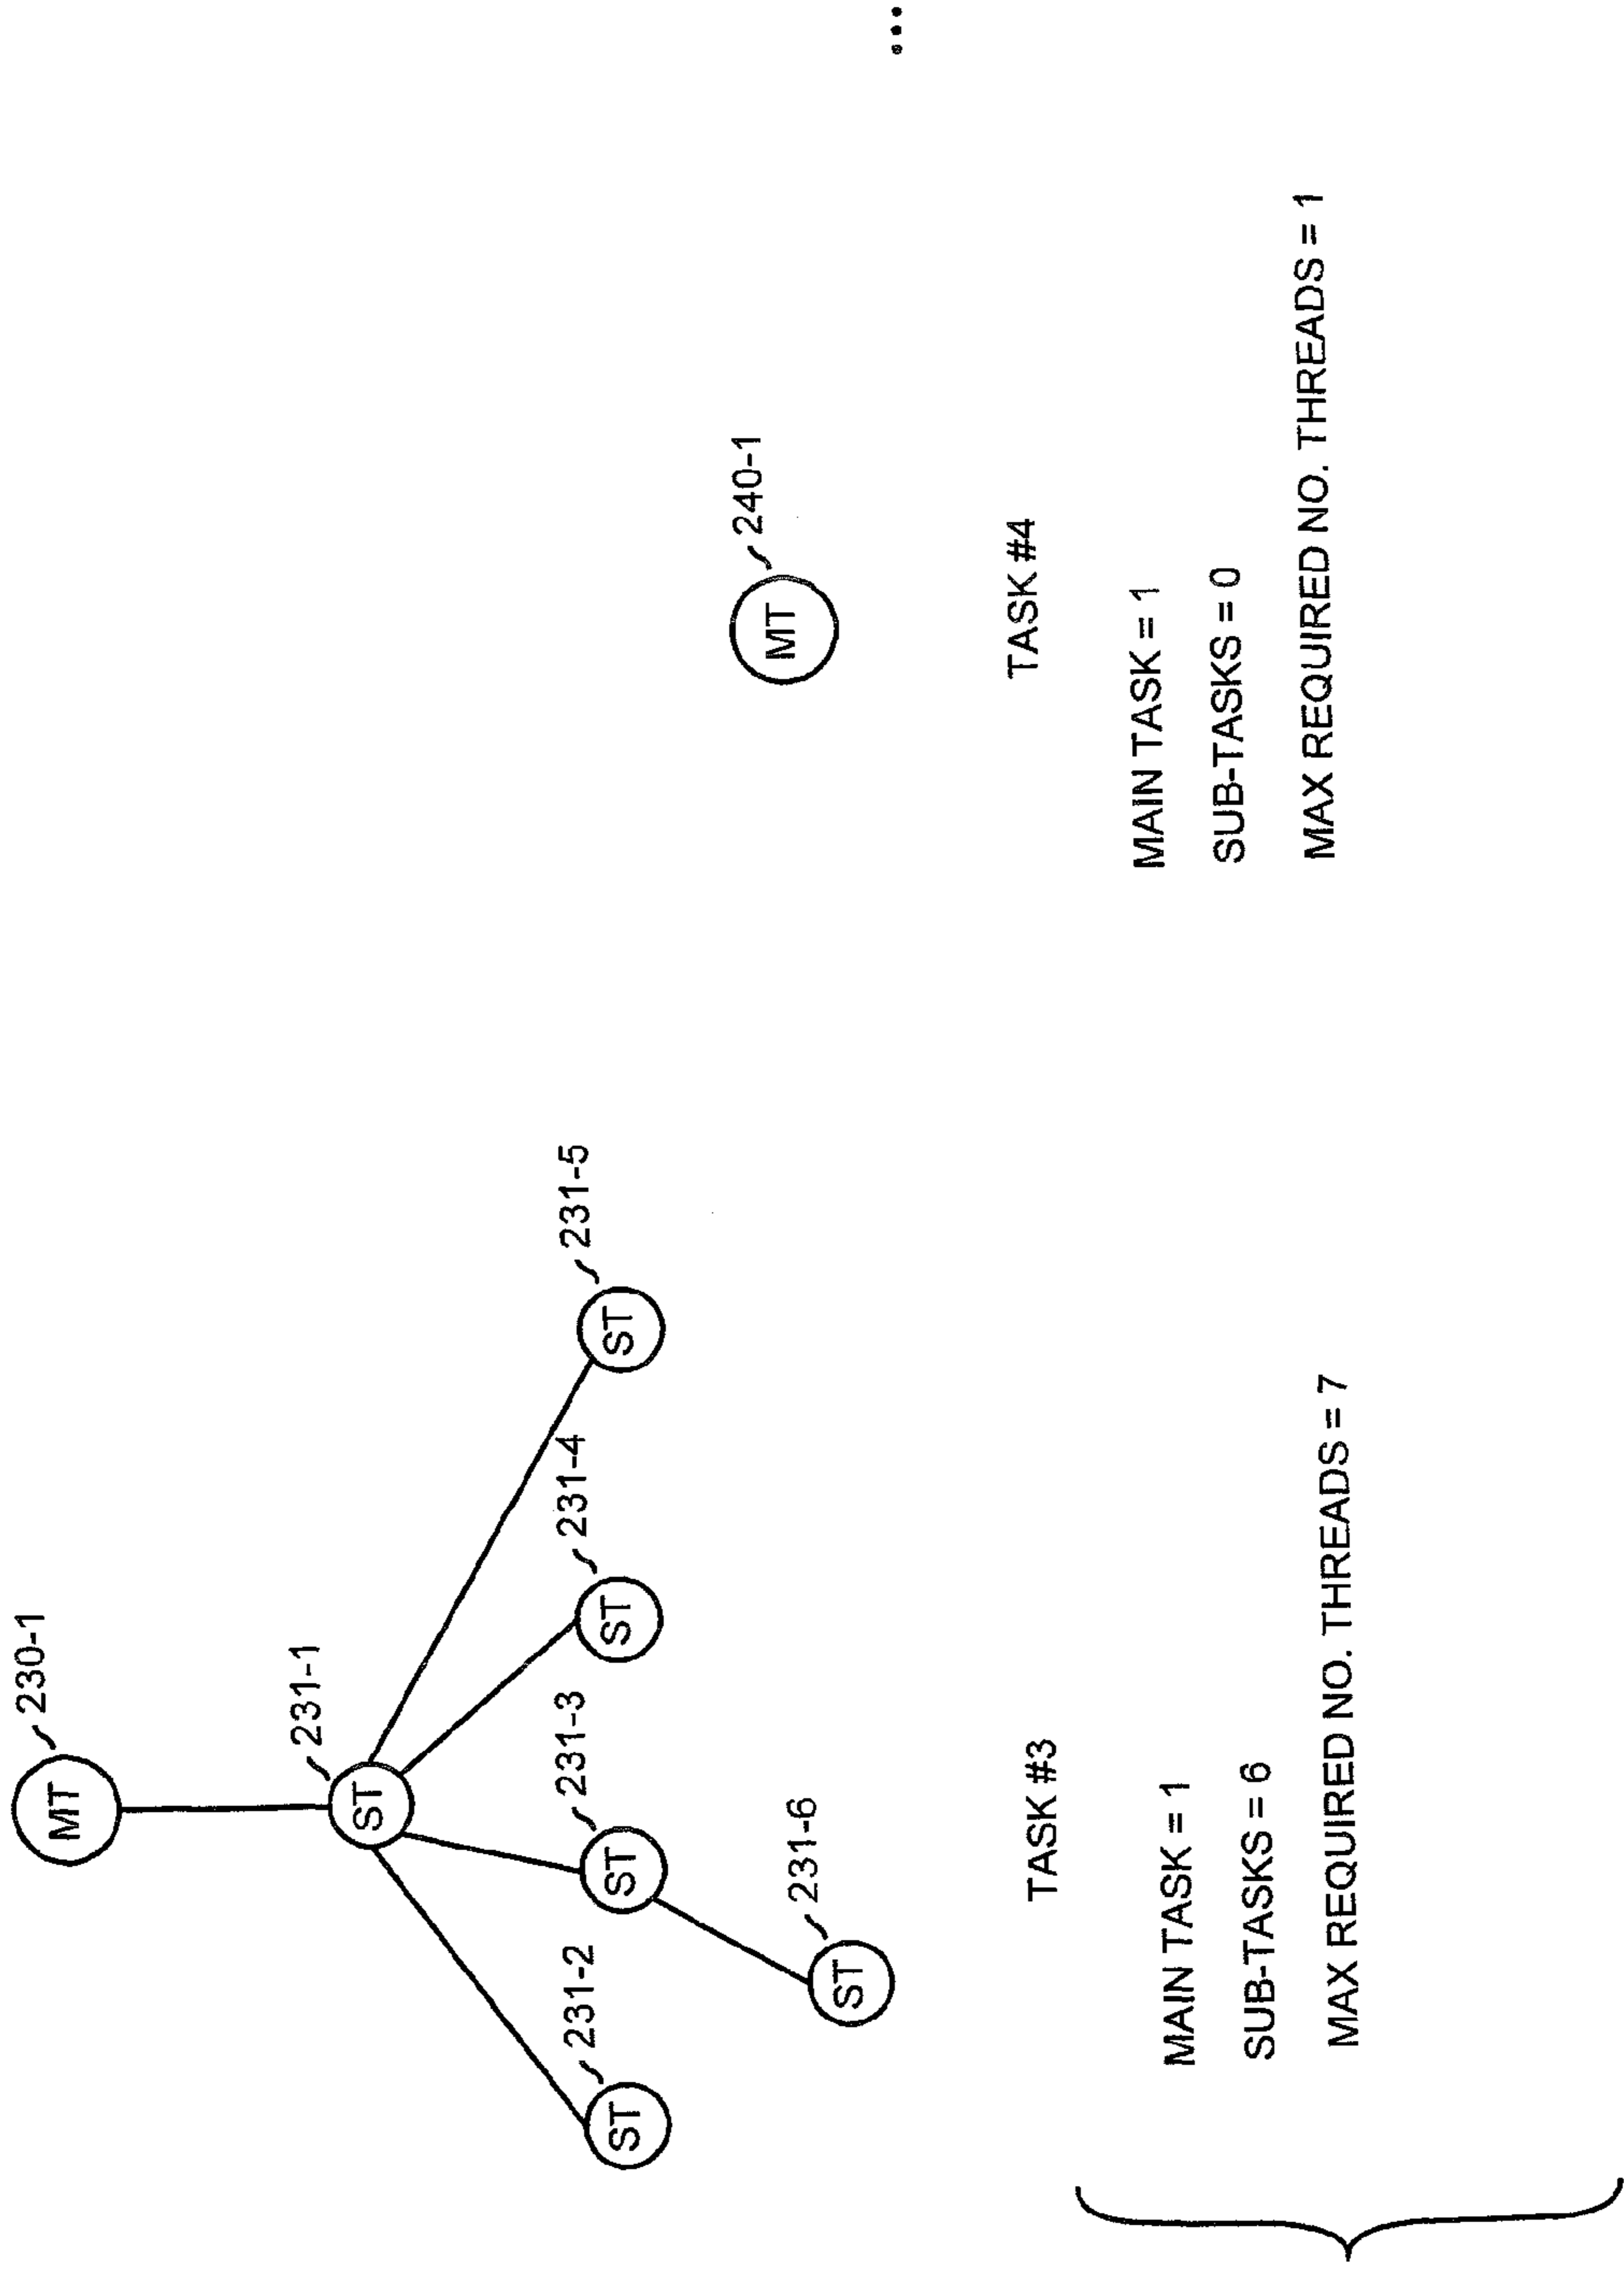 MT 230-1
ST 231-1
ST 231-2
ST 231-3
ST 231-4
ST 231-5
ST 231-6
TASK #3
MAIN TASK = 1
SUB-TASKS = 6
MAX REQUIRED NO. THREADS = 7
MT 240-1
TASK #4
MAIN TASK = 1
SUB-TASKS = 0
MAX REQUIRED NO. THREADS = 1
...